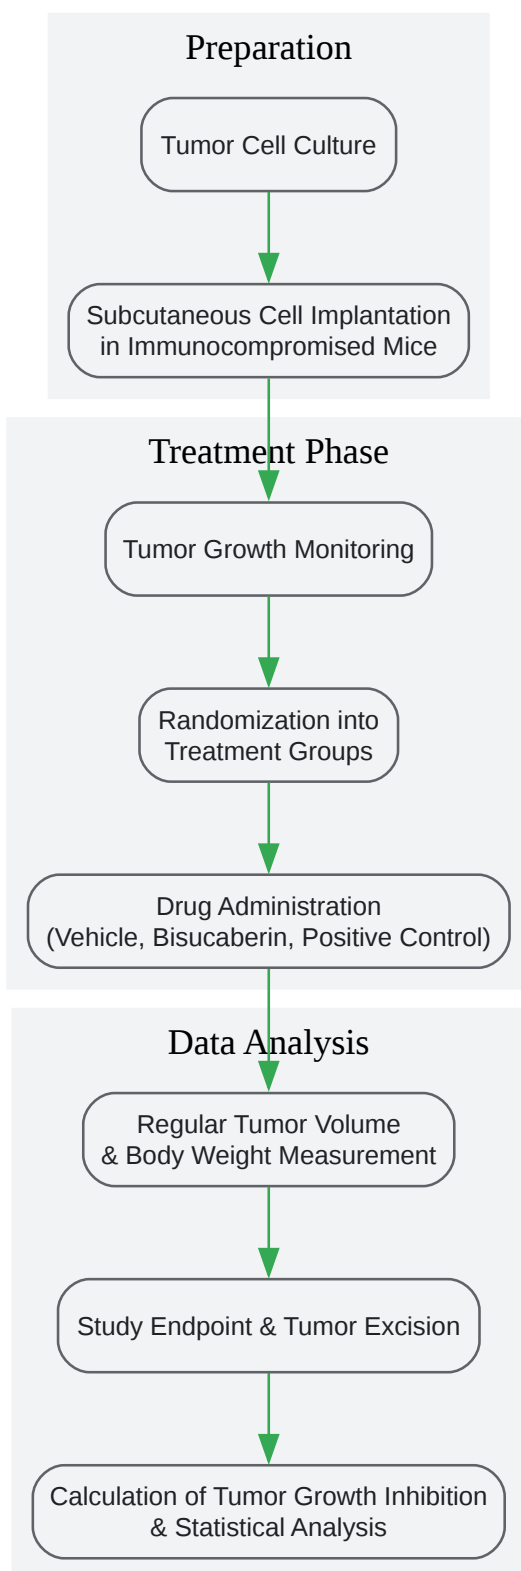 Preparation
Tumor Cell Culture
Subcutaneous Cell Implantation
in Immunocompromised Mice
Treatment Phase
Tumor Growth Monitoring
Randomization into
Treatment Groups
Drug Administration
(Vehicle, Bisucaberin, Positive Control)
Data Analysis
Regular Tumor Volume
& Body Weight Measurement
Study Endpoint & Tumor Excision
Calculation of Tumor Growth Inhibition
& Statistical Analysis